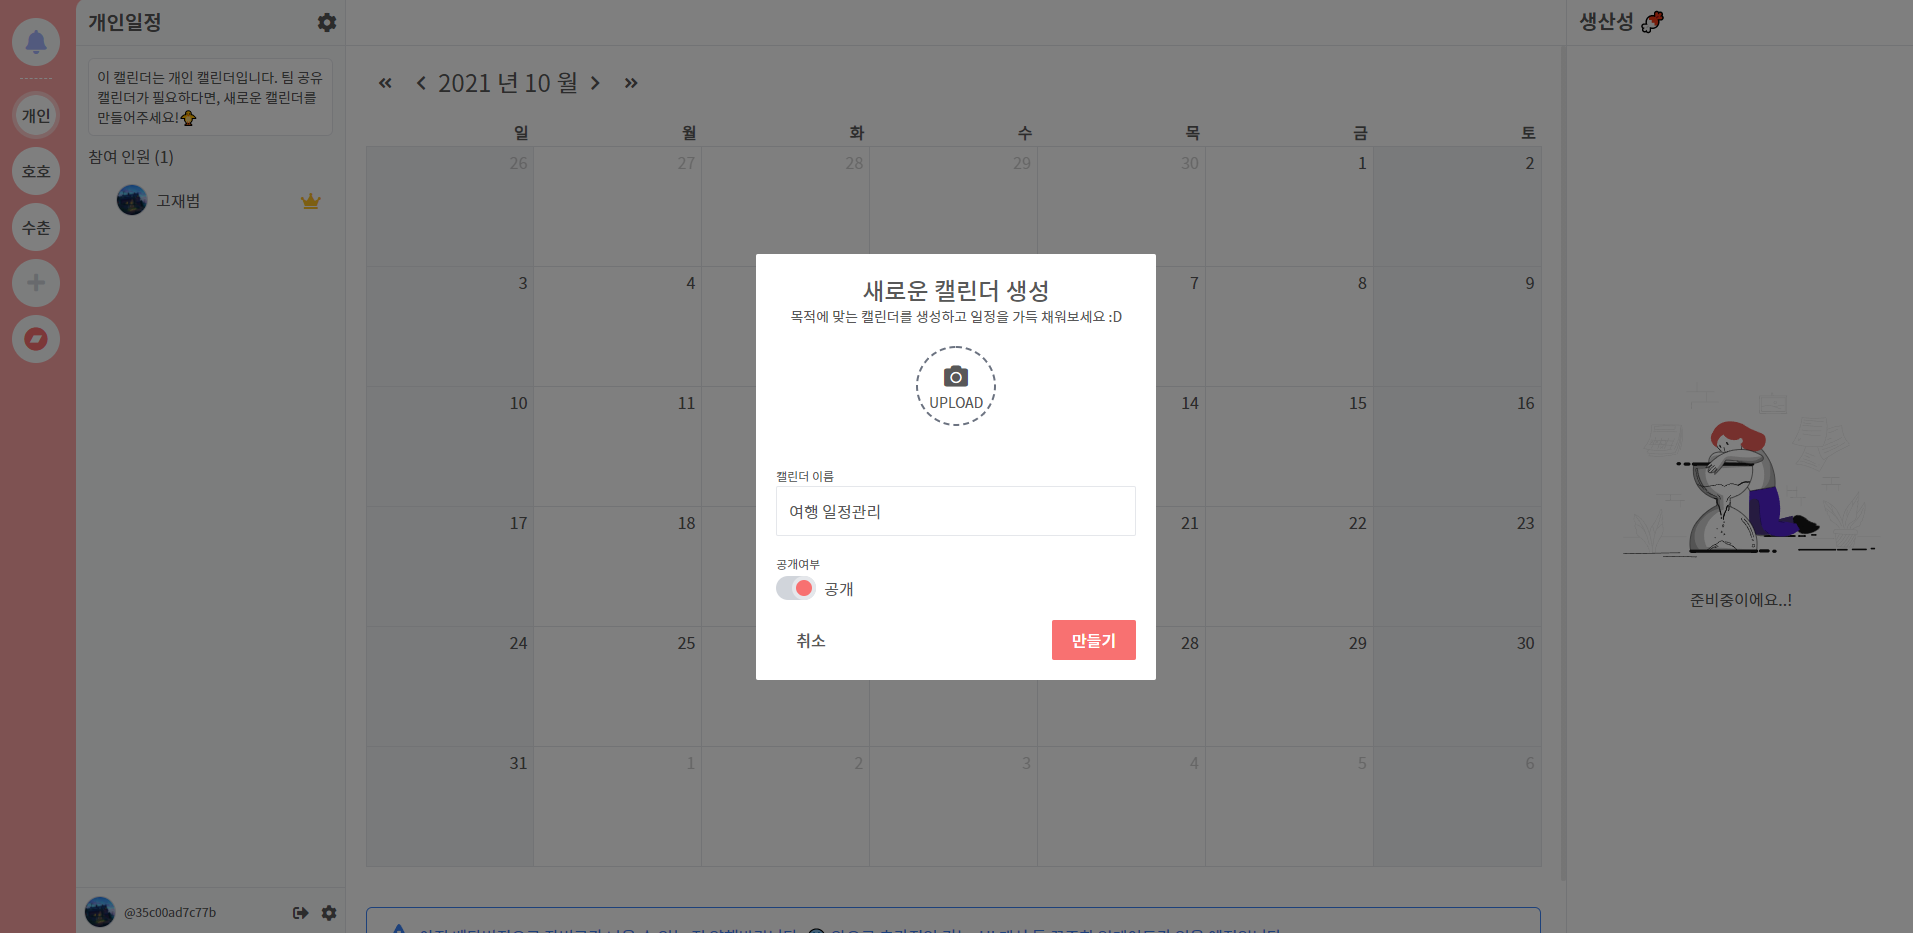 개인일정
이 캘린더는 개인 캘린더입니다. 팀 공유
캘린더가 필요하다면, 새로운 캘린더를
만들어주세요!🐥
참여 인원 (1)
고재범
개인
호호
수춘
@35c00ad7c77b
2021 년 10 월
일 월 화 수 목 금 토
26 27 28 29 30 1 2
3 4 7 8 9
10 11 14 15 16
17 18 21 22 23
24 25 28 29 30
31 1 2 3 4 5 6
새로운 캘린더 생성
목적에 맞는 캘린더를 생성하고 일정을 가득 채워보세요 :D
UPLOAD
캘린더 이름
여행 일정관리
공개여부
공개
취소
만들기
생산성
준비중이에요..!